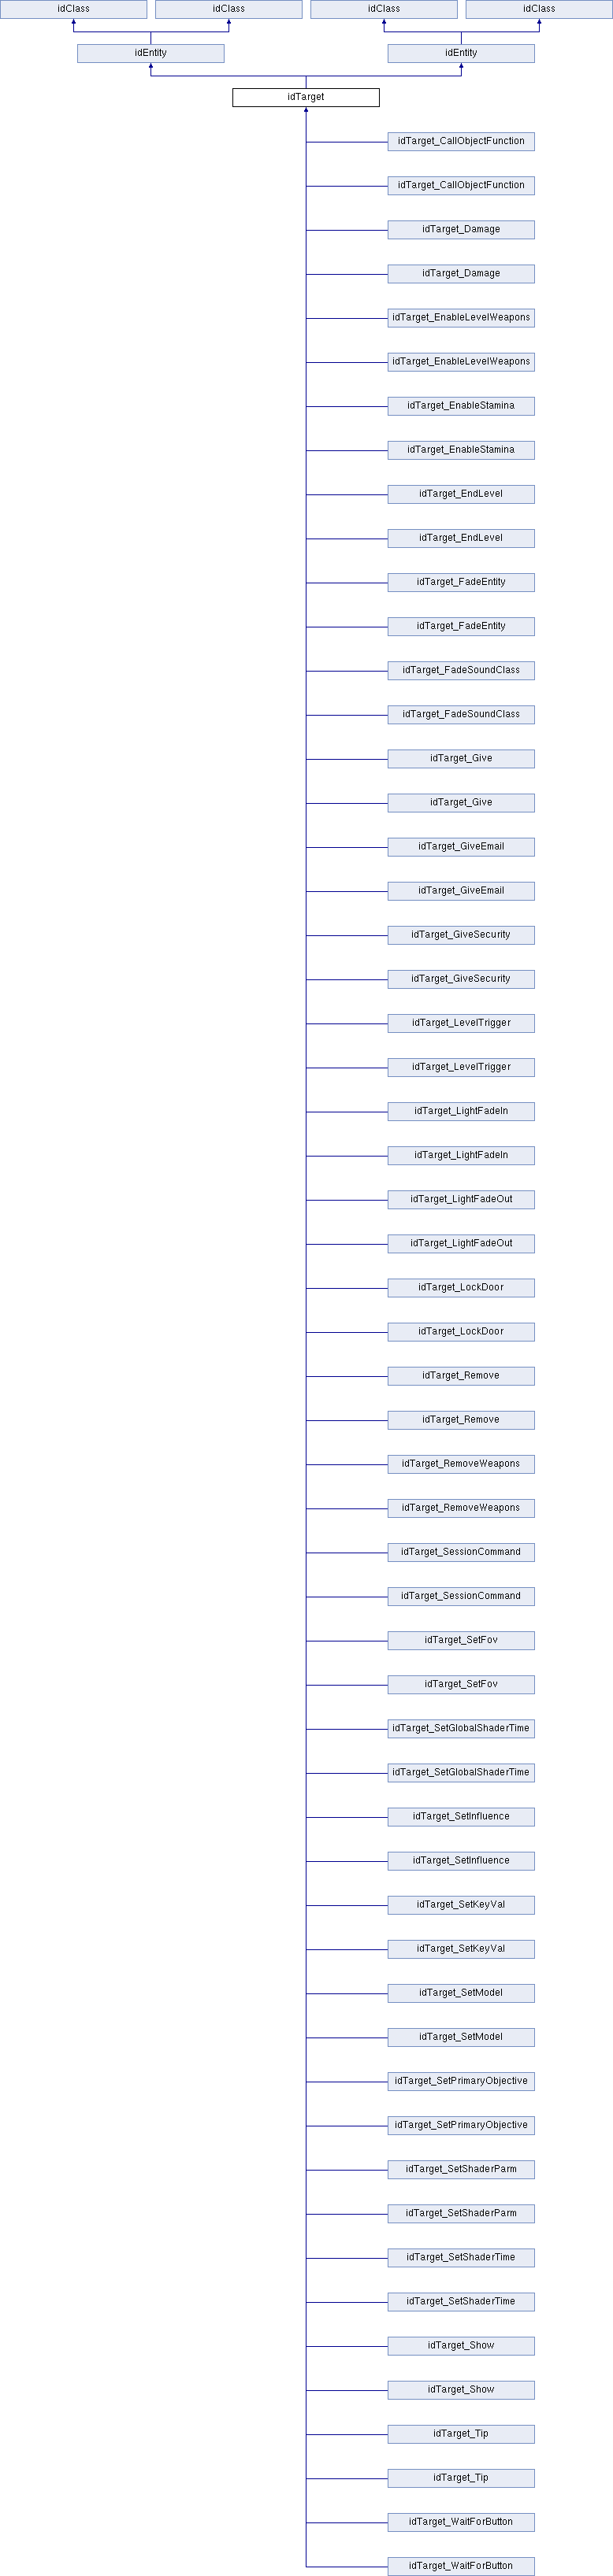 idClass idClass idClass idClass
idEntity idEntity
idTarget
idTarget_CallObjectFunction
idTarget_CallObjectFunction
idTarget_Damage
idTarget_Damage
idTarget_EnableLevelWeapons
idTarget_EnableLevelWeapons
idTarget_EnableStamina
idTarget_EnableStamina
idTarget_EndLevel
idTarget_EndLevel
idTarget_FadeEntity
idTarget_FadeEntity
idTarget_FadeSoundClass
idTarget_FadeSoundClass
idTarget_Give
idTarget_Give
idTarget_GiveEmail
idTarget_GiveEmail
idTarget_GiveSecurity
idTarget_GiveSecurity
idTarget_LevelTrigger
idTarget_LevelTrigger
idTarget_LightFadeIn
idTarget_LightFadeIn
idTarget_LightFadeOut
idTarget_LightFadeOut
idTarget_LockDoor
idTarget_LockDoor
idTarget_Remove
idTarget_Remove
idTarget_RemoveWeapons
idTarget_RemoveWeapons
idTarget_SessionCommand
idTarget_SessionCommand
idTarget_SetFov
idTarget_SetFov
idTarget_SetGlobalShaderTime
idTarget_SetGlobalShaderTime
idTarget_SetInfluence
idTarget_SetInfluence
idTarget_SetKeyVal
idTarget_SetKeyVal
idTarget_SetModel
idTarget_SetModel
idTarget_SetPrimaryObjective
idTarget_SetPrimaryObjective
idTarget_SetShaderParm
idTarget_SetShaderParm
idTarget_SetShaderTime
idTarget_SetShaderTime
idTarget_Show
idTarget_Show
idTarget_Tip
idTarget_Tip
idTarget_WaitForButton
idTarget_WaitForButton